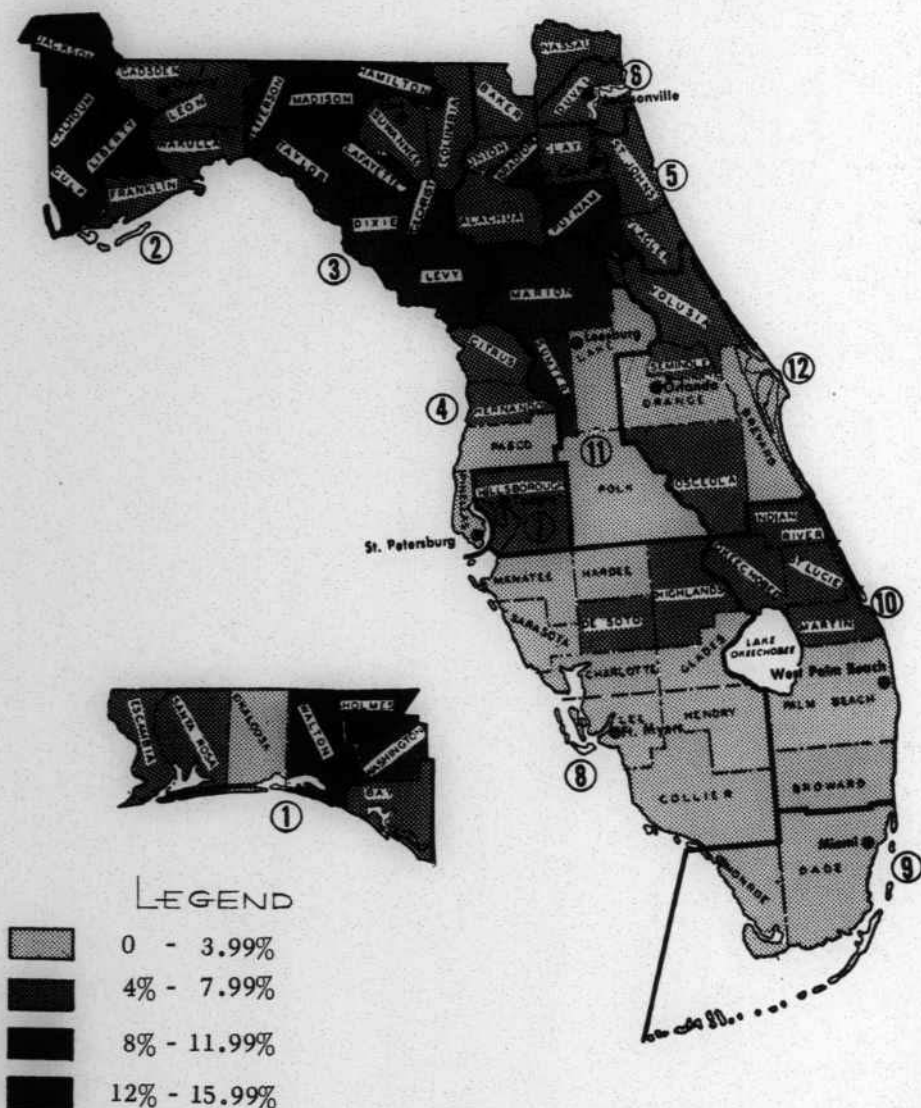 NASSAU
JACKSON
GADSDEN
HAMILTON
MADISON
JEFFERSON
BAKER
DUVAL
⑥
LEON
CALHOUN
LIBERTY
COLUMBIA
SUWANNEE
WAKULLA
TAYLOR
LAFAYETTE
UNION
BRADFORD
CLAY
ST. JOHNS
⑤
GULF
FRANKLIN
GILCHRIST
DIXIE
ALACHUA
PUTNAM
②
③
FLAGLER
LEVY
MARION
VOLUSIA
CITRUS
SUMTER
Leesburg
LAKE
SEMINOLE
Orlando
ORANGE
⑫
④
HERNANDO
BREVARD
PASCO
⑪
PINELLAS
HILLSBOROUGH
POLK
OSCEOLA
INDIAN
RIVER
St. Petersburg
MANATEE
HARDEE
HIGHLANDS
OKEECHOBEE
ST LUCIE
⑩
SARASOTA
DE SOTO
MARTIN
LAKE
OKEECHOBEE
CHARLOTTE
GLADES
West Palm Beach
PALM BEACH
ESCAMBIA
SANTA ROSA
OKALOOSA
WALTON
HOLMES
WASHINGTON
BAY
①
LEE
Ft. Myers
HENDRY
⑧
COLLIER
BROWARD
Miami
DADE
⑨
MONROE
LEGEND
0 - 3.99%
4% - 7.99%
8% - 11.99%
12% - 15.99%